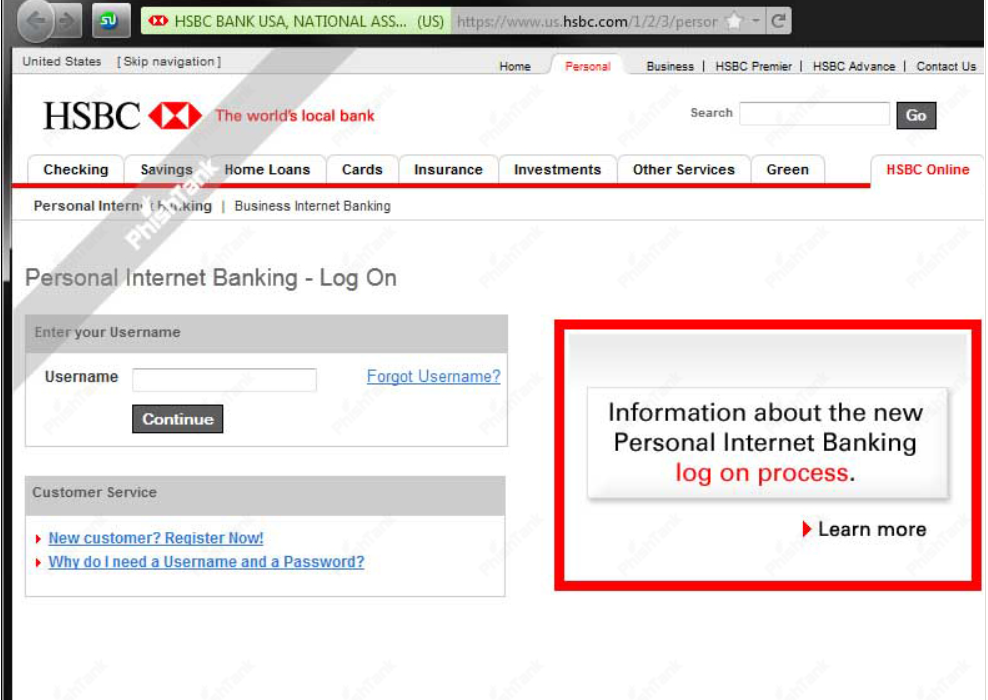 HSBC BANK USA, NATIONAL ASS... (US) https://www.us.hsbc.com/1/2/3/person
United States [Skip navigation]
Home Personal Business | HSBC Premier | HSBC Advance | Contact Us
HSBC The world's local bank
Search Go
Checking Savings Home Loans Cards Insurance Investments Other Services Green HSBC Online
Personal Internet Banking | Business Internet Banking
PhishTank
Personal Internet Banking - Log On
Enter your Username
Username Forgot Username?
Continue
Information about the new
Personal Internet Banking
log on process.
Learn more
Customer Service
New customer? Register Now!
Why do I need a Username and a Password?